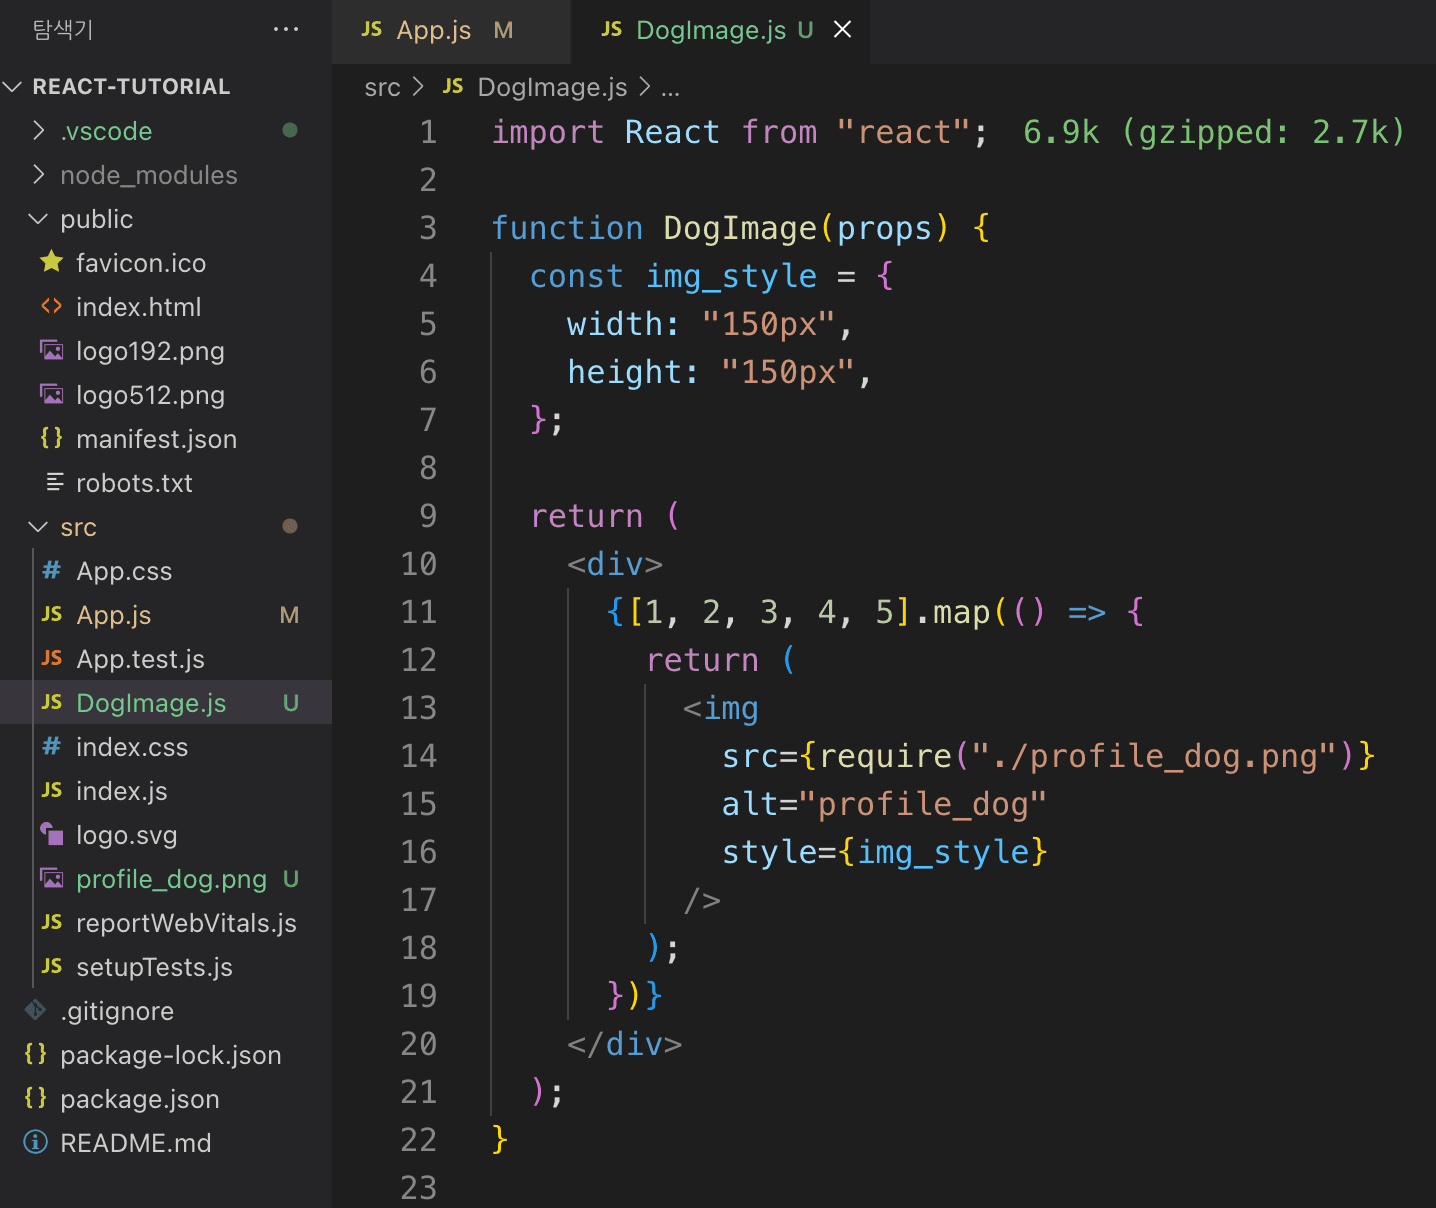 탐색기 ...
REACT-TUTORIAL
.vscode
node_modules
public
favicon.ico
index.html
logo192.png
logo512.png
manifest.json
robots.txt
src
App.css
JS App.js M
JS App.test.js
JS DogImage.js U
index.css
JS index.js
logo.svg
profile_dog.png U
JS reportWebVitals.js
JS setupTests.js
.gitignore
package-lock.json
package.json
README.md
JS App.js M
JS DogImage.js U
src > JS DogImage.js > ...
1 import React from "react"; 6.9k (gzipped: 2.7k)
2
3 function DogImage(props) {
4   const img_style = {
5     width: "150px",
6     height: "150px",
7   };
8
9   return (
10     <div>
11       {[1, 2, 3, 4, 5].map(() => {
12         return (
13           <img
14             src={require("./profile_dog.png")}
15             alt="profile_dog"
16             style={img_style}
17           />
18         );
19       })}
20     </div>
21   );
22 }
23